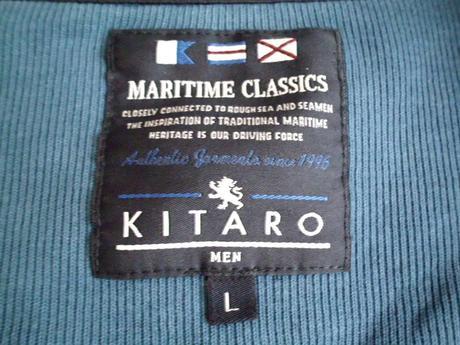 MARITIME CLASSICS
CLOSELY CONNECTED TO ROUGH SEA AND SEAMEN
THE INSPIRATION OF TRADITIONAL MARITIME
HERITAGE IS OUR DRIVING FORCE
Authentic Garments since 1996
KITARO
MEN
L